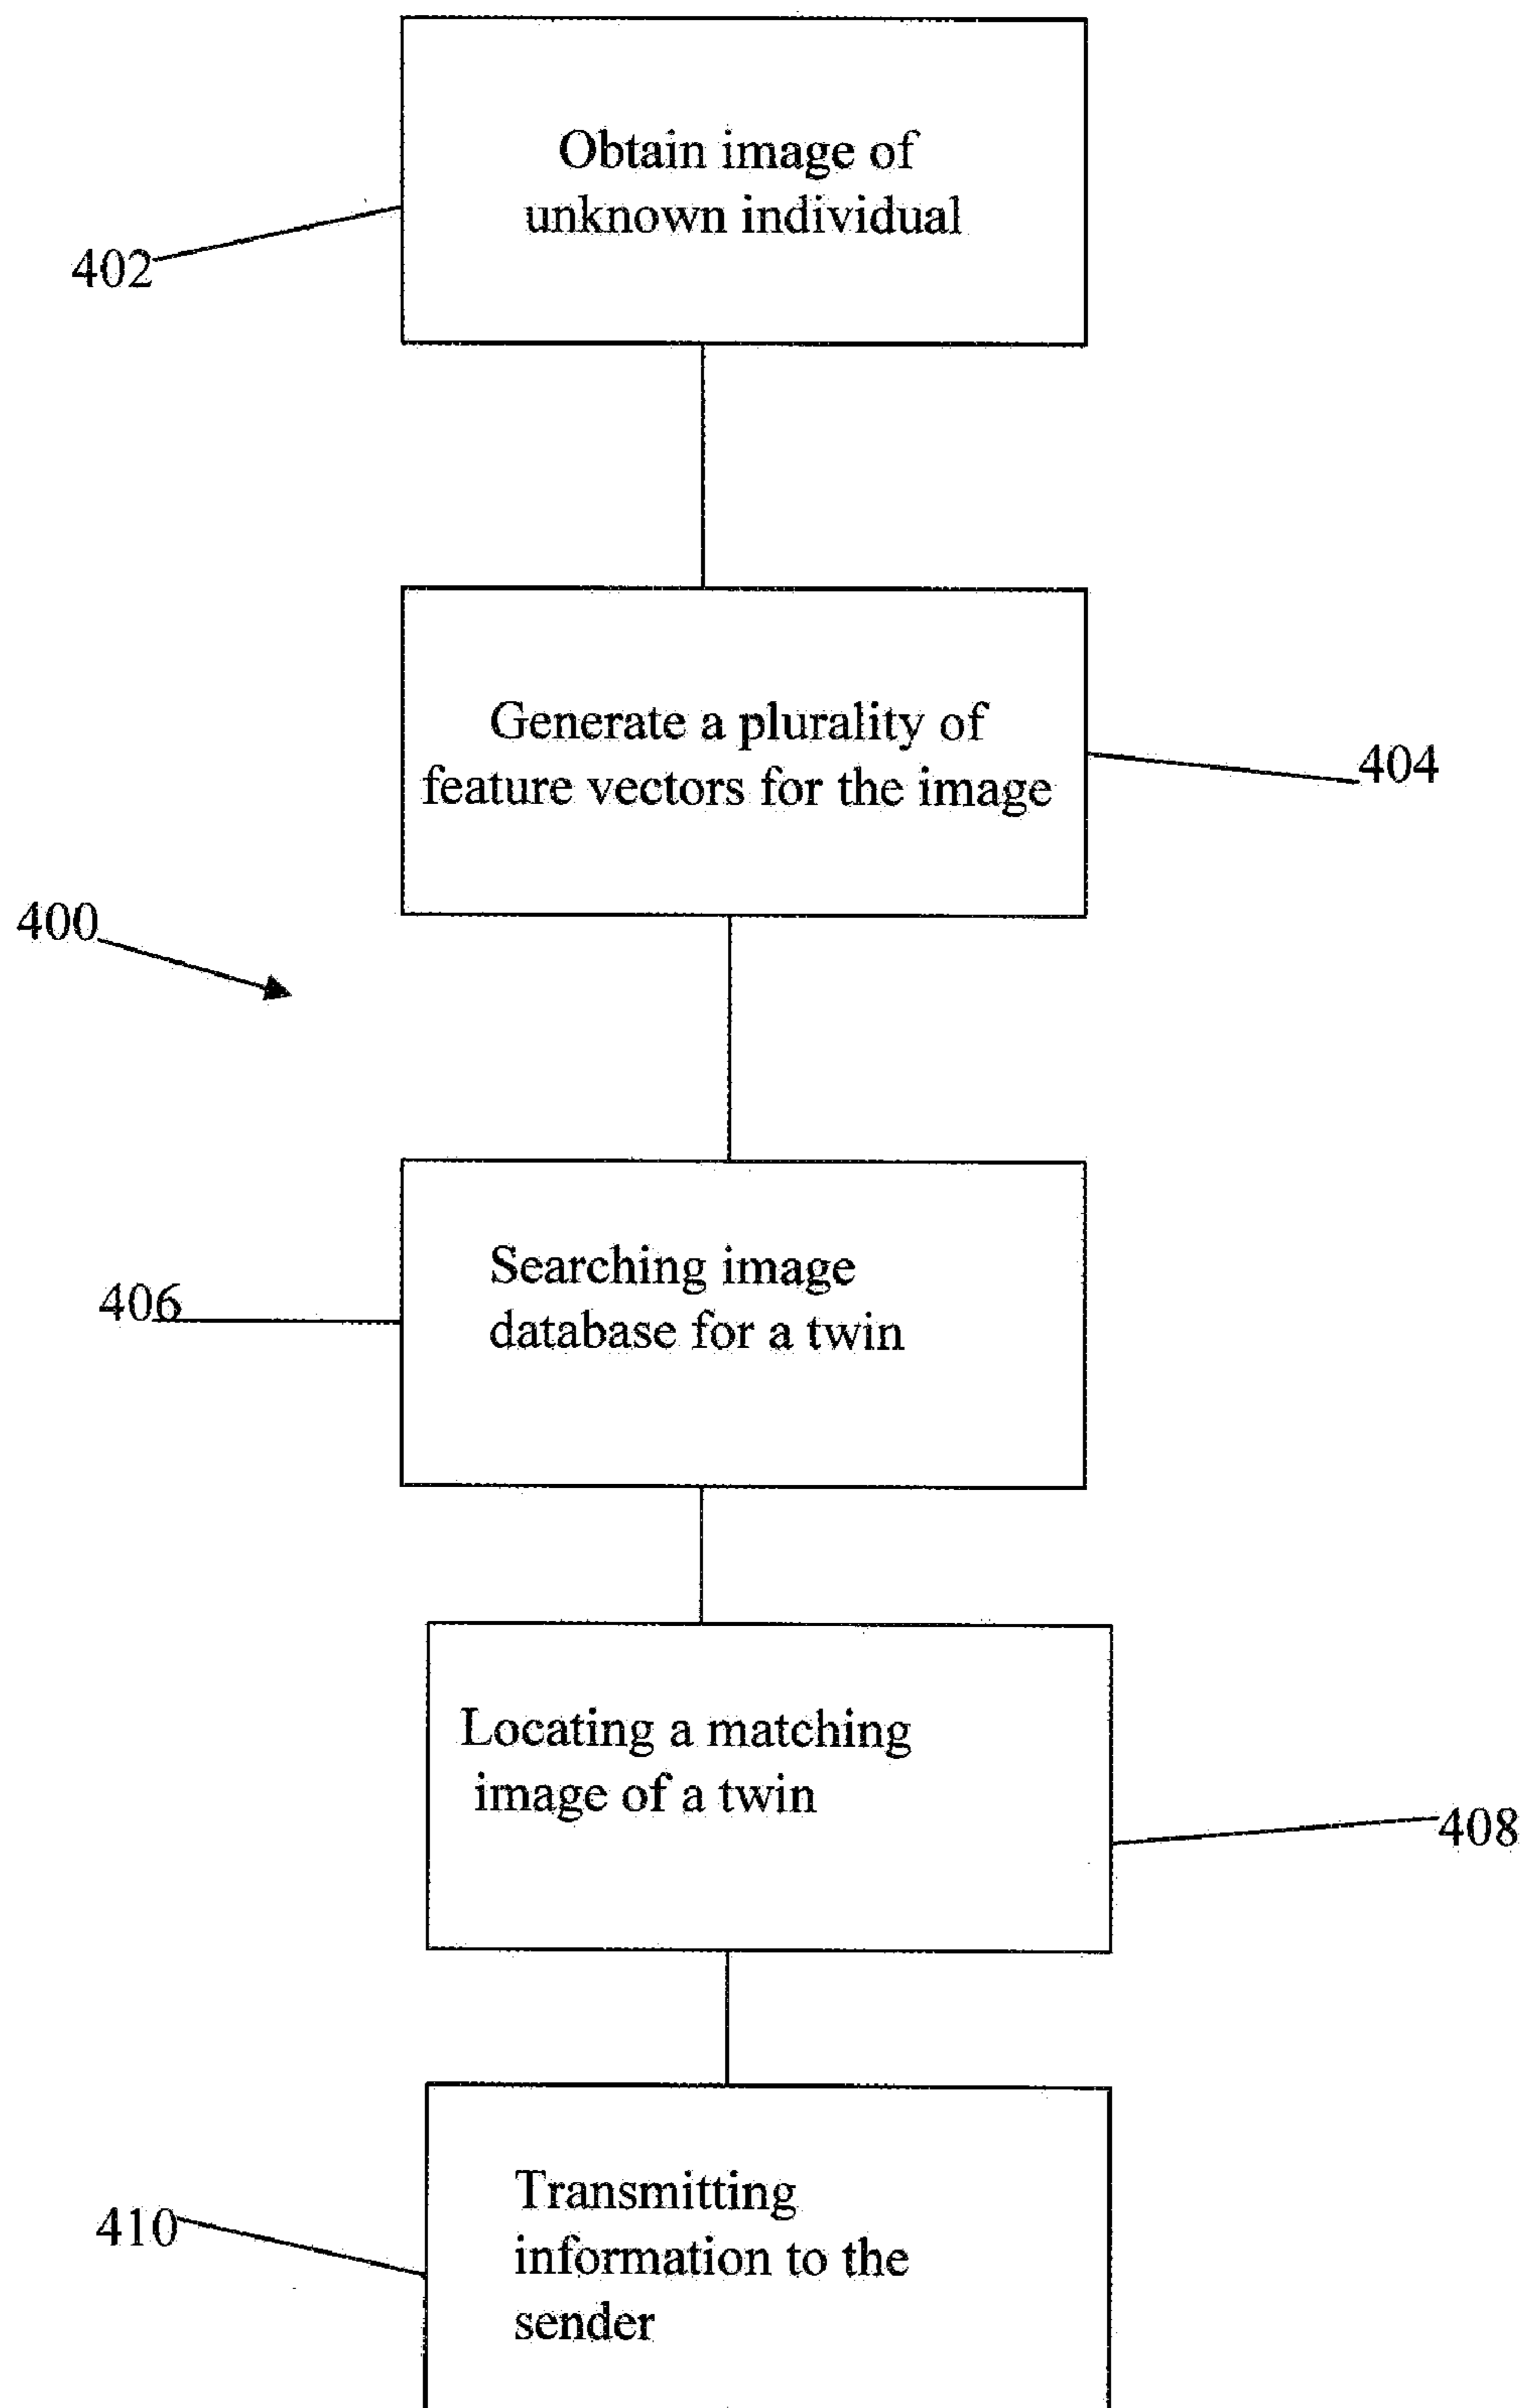 Obtain image of
unknown individual
402
Generate a plurality of
feature vectors for the image
404
400
Searching image
database for a twin
406
Locating a matching
image of a twin
408
Transmitting
information to the
sender
410